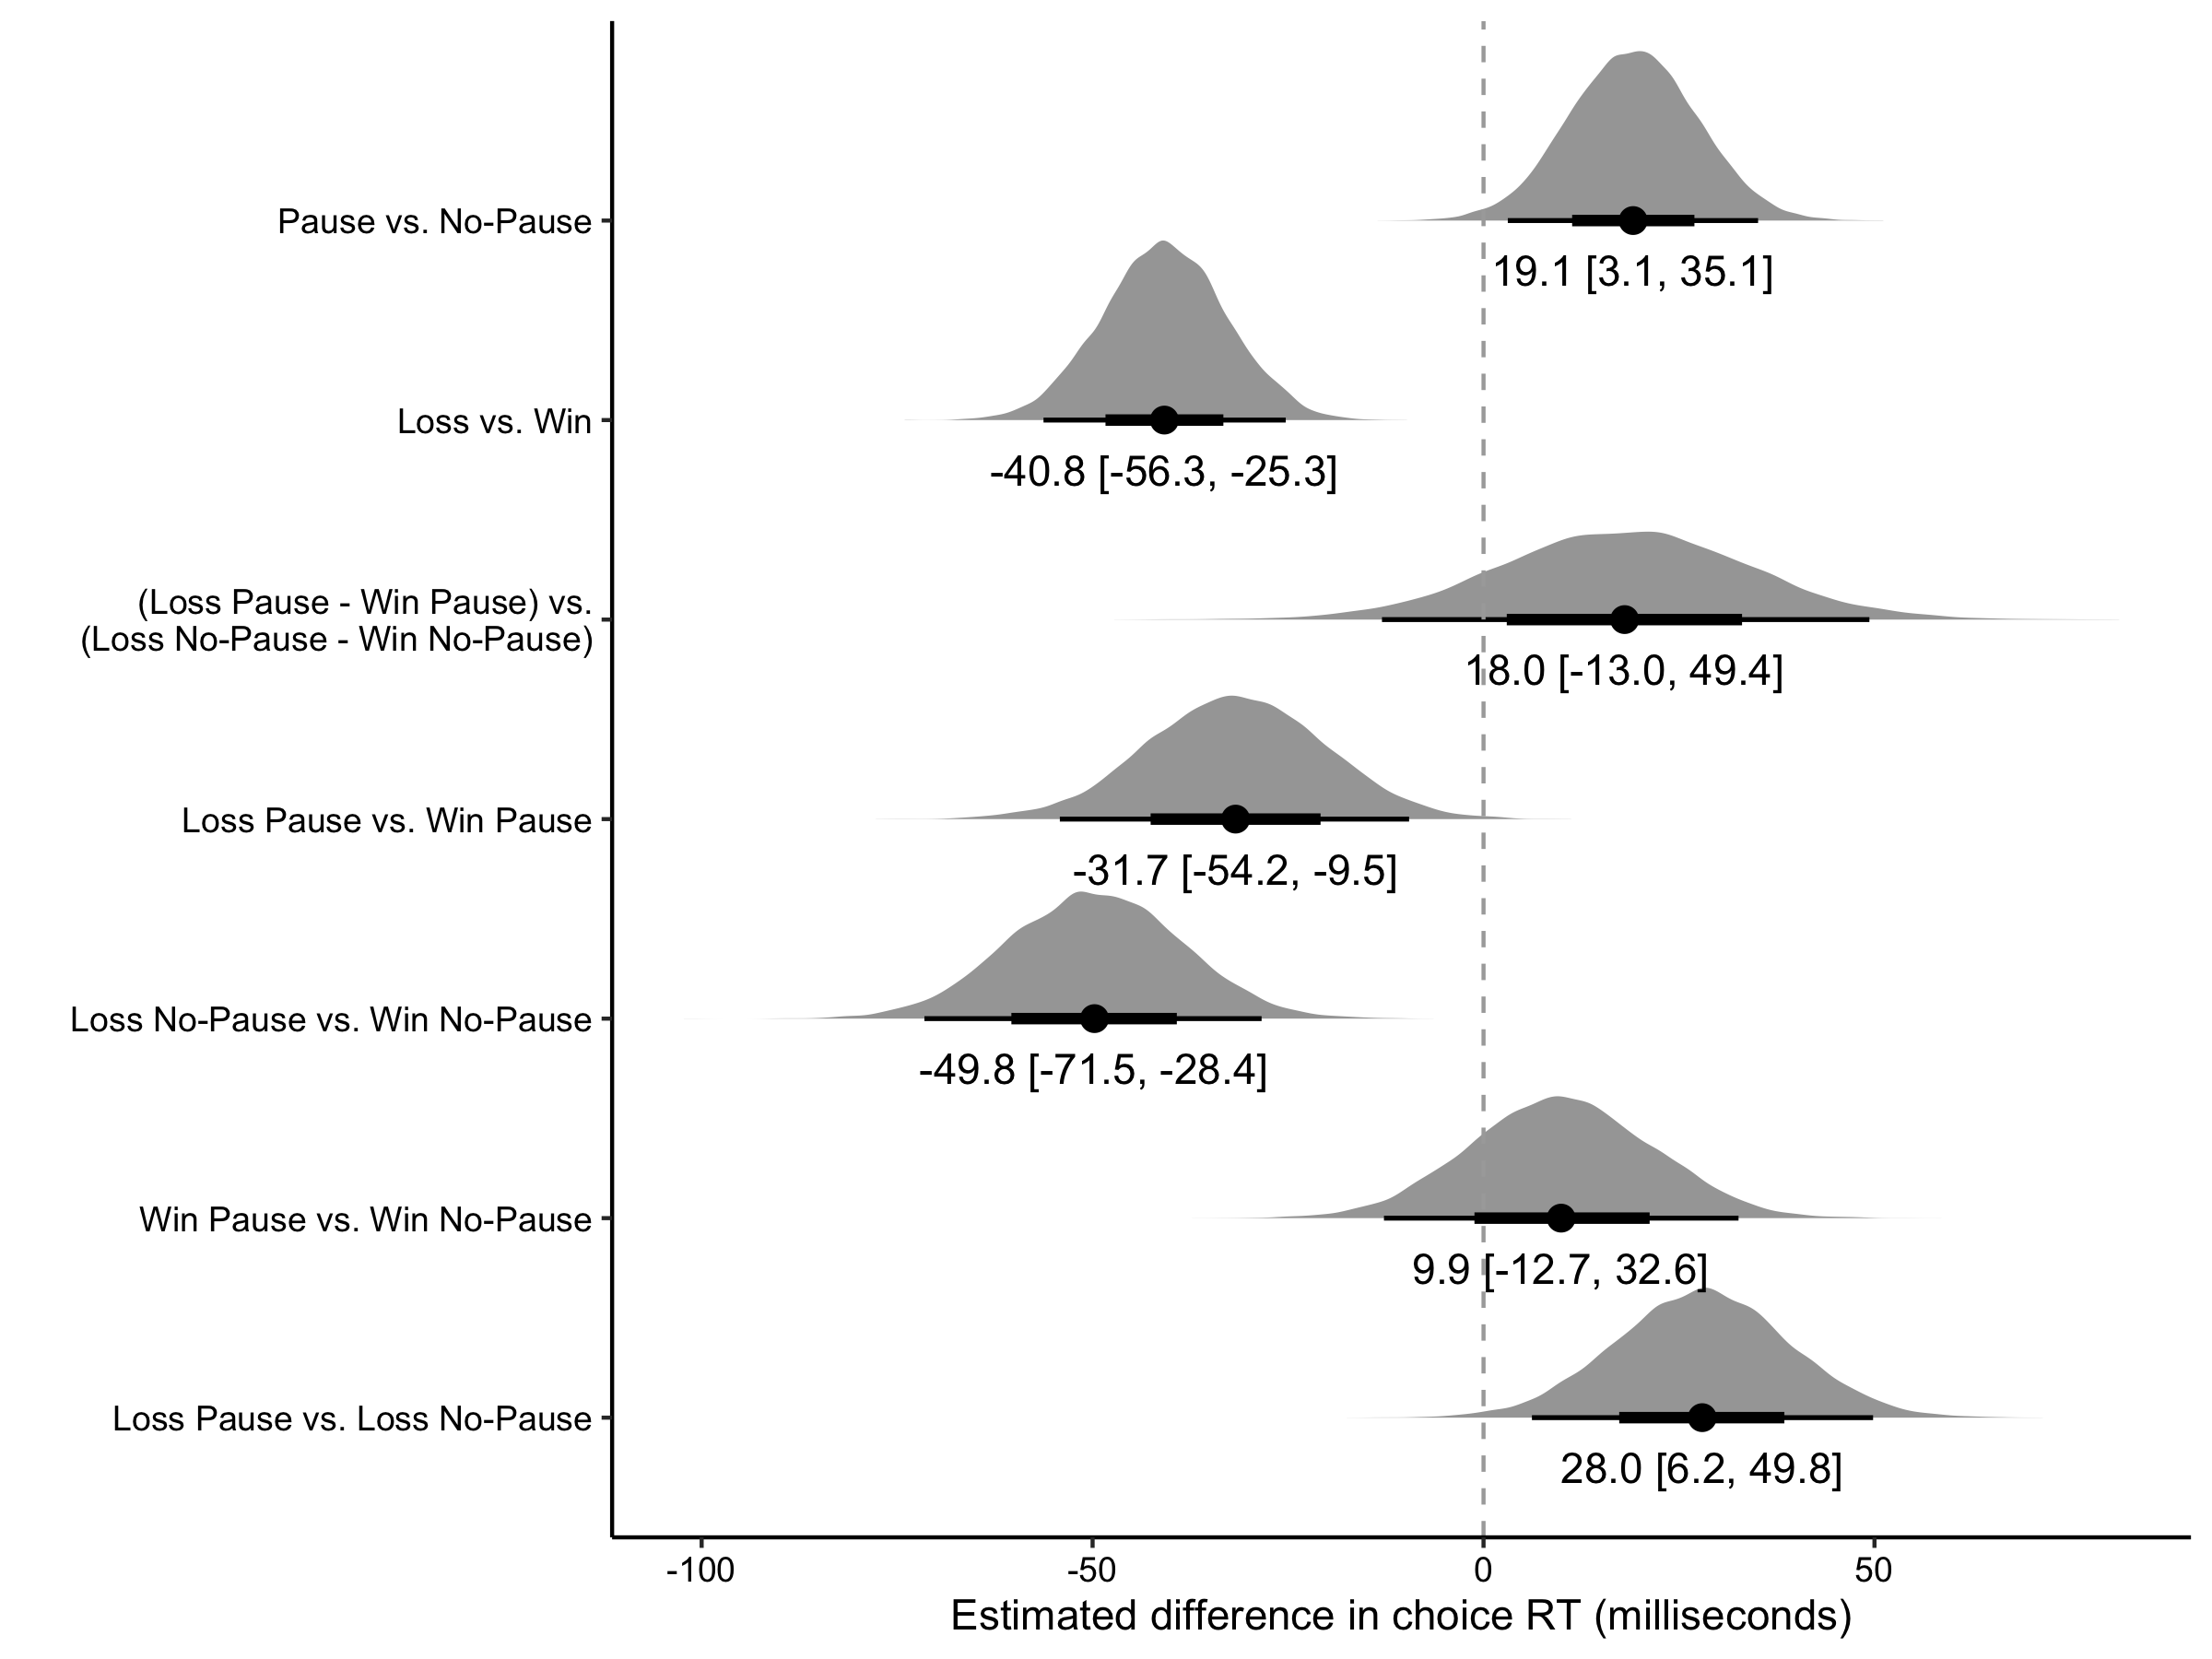 Pause vs. No-Pause
19.1 [3.1, 35.1]
Loss vs. Win
-40.8 [-56.3, -25.3]
(Loss Pause - Win Pause) vs.
(Loss No-Pause - Win No-Pause)
18.0 [-13.0, 49.4]
Loss Pause vs. Win Pause
-31.7 [-54.2, -9.5]
Loss No-Pause vs. Win No-Pause
-49.8 [-71.5, -28.4]
Win Pause vs. Win No-Pause
9.9 [-12.7, 32.6]
Loss Pause vs. Loss No-Pause
28.0 [6.2, 49.8]
-100 -50 0 50
Estimated difference in choice RT (milliseconds)